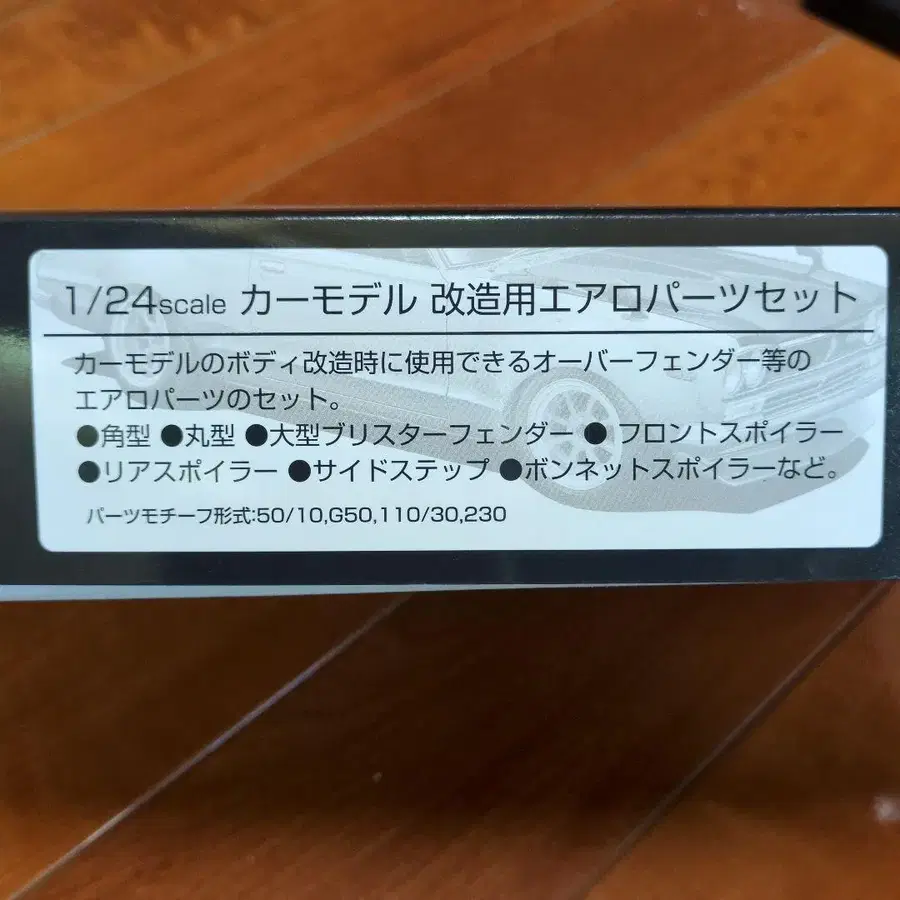 1/24scale カーモデル 改造用エアロパーツセット
カーモデルのボディ改造時に使用できるオーバーフェンダー等の
エアロパーツのセット。
●角型 ●丸型 ●大型ブリスターフェンダー ● フロントスポイラー
●リアスポイラー ●サイドステップ ●ボンネットスポイラーなど。
パーツモチーフ形式:50/10,G50,110/30,230